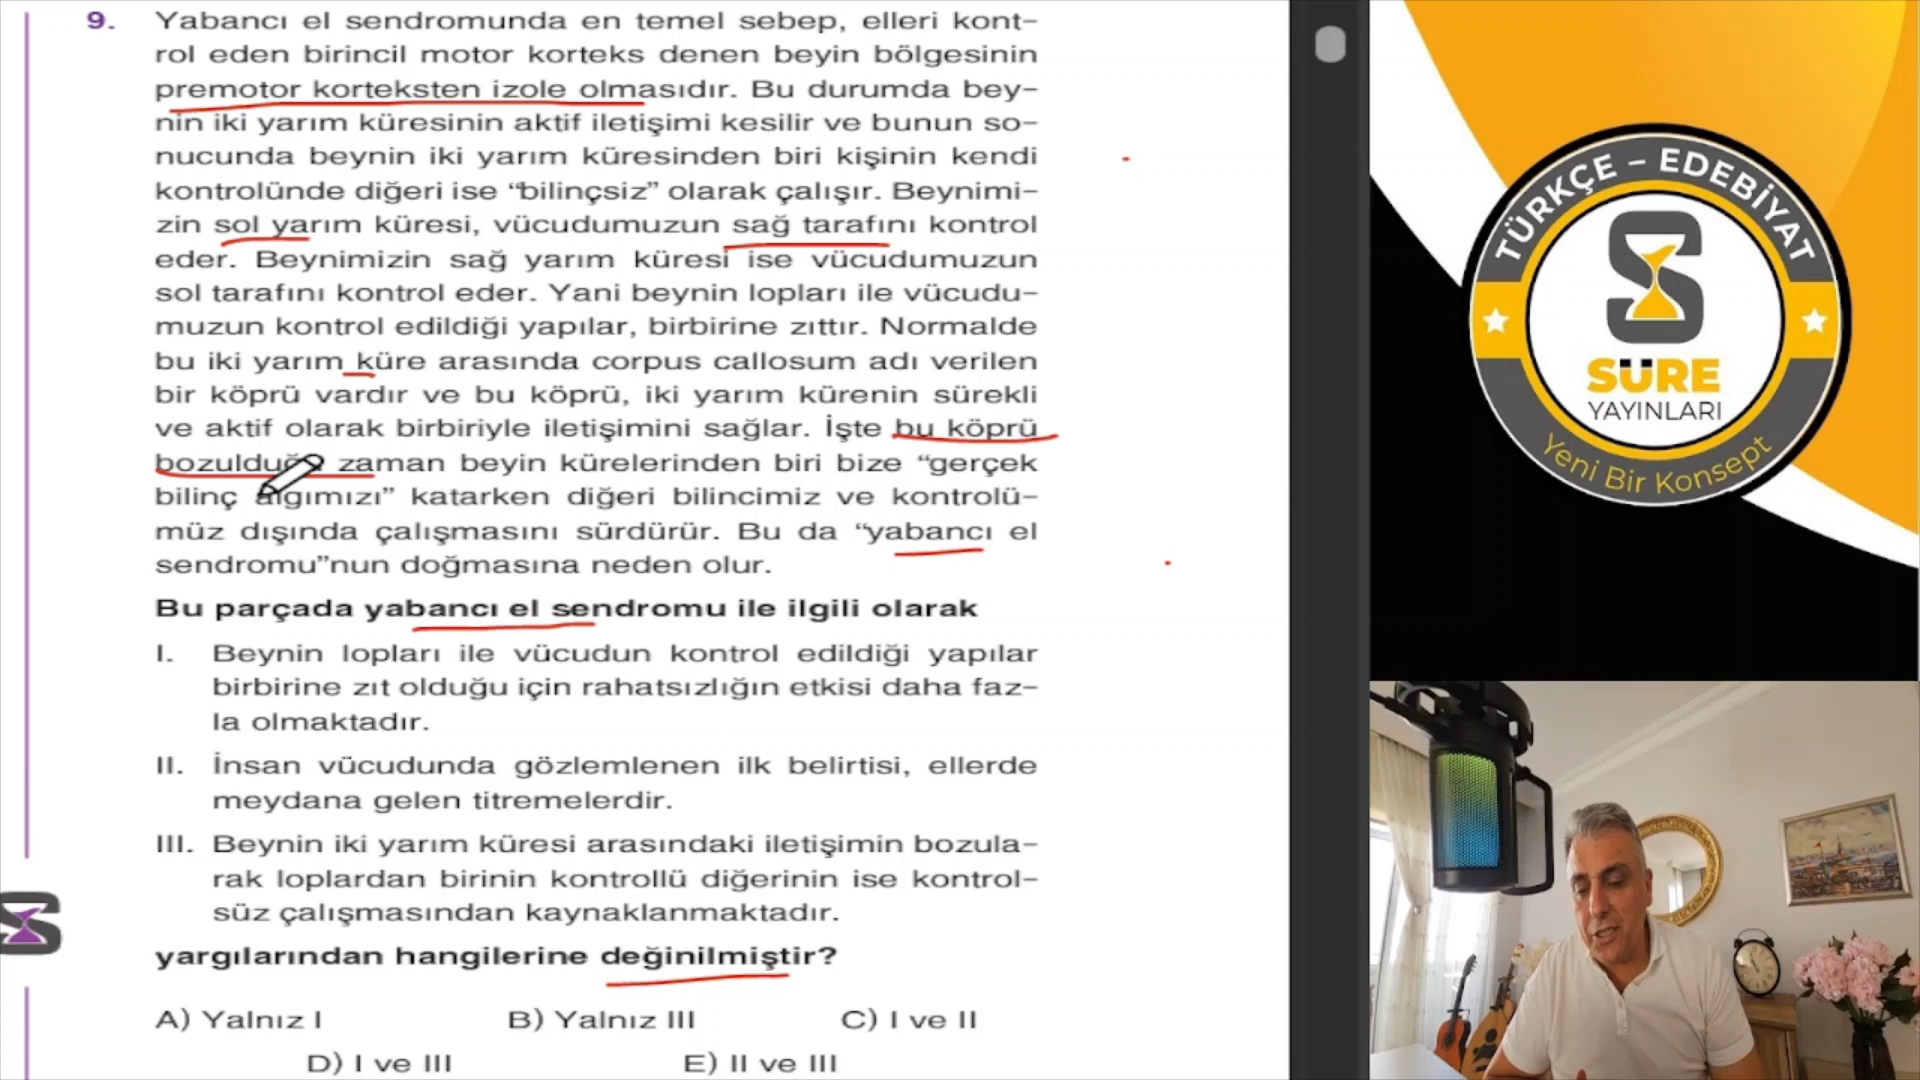 9. Yabancı el sendromunda en temel sebep, elleri kont-
rol eden birincil motor korteks denen beyin bölgesinin
premotor korteksten izole olmasıdır. Bu durumda bey-
nin iki yarım küresinin aktif iletişimi kesilir ve bunun so-
nucunda beynin iki yarım küresinden biri kişinin kendi
kontrolünde diğeri ise “bilinçsiz” olarak çalışır. Beynimi-
zin sol yarım küresi, vücudumuzun sağ tarafını kontrol
eder. Beynimizin sağ yarım küresi ise vücudumuzun
sol tarafını kontrol eder. Yani beynin lopları ile vücudu-
muzun kontrol edildiği yapılar, birbirine zıttır. Normalde
bu iki yarım küre arasında corpus callosum adı verilen
bir köprü vardır ve bu köprü, iki yarım kürenin sürekli
ve aktif olarak birbiriyle iletişimini sağlar. İşte bu köprü
bozulduğu zaman beyin kürelerinden biri bize “gerçek
bilinç algımızı” katarken diğeri bilincimiz ve kontrolü-
müz dışında çalışmasını sürdürür. Bu da “yabancı el
sendromu”nun doğmasına neden olur.
Bu parçada yabancı el sendromu ile ilgili olarak
I. Beynin lopları ile vücudun kontrol edildiği yapılar
birbirine zıt olduğu için rahatsızlığın etkisi daha faz-
la olmaktadır.
II. İnsan vücudunda gözlemlenen ilk belirtisi, ellerde
meydana gelen titremelerdir.
III. Beynin iki yarım küresi arasındaki iletişimin bozula-
rak loplardan birinin kontrollü diğerinin ise kontrol-
süz çalışmasından kaynaklanmaktadır.
yargılarından hangilerine değinilmiştir?
A) Yalnız I B) Yalnız III C) I ve II
D) I ve III E) II ve III
TÜRKÇE – EDEBİYAT
SÜRE
YAYINLARI
Yeni Bir Konsept